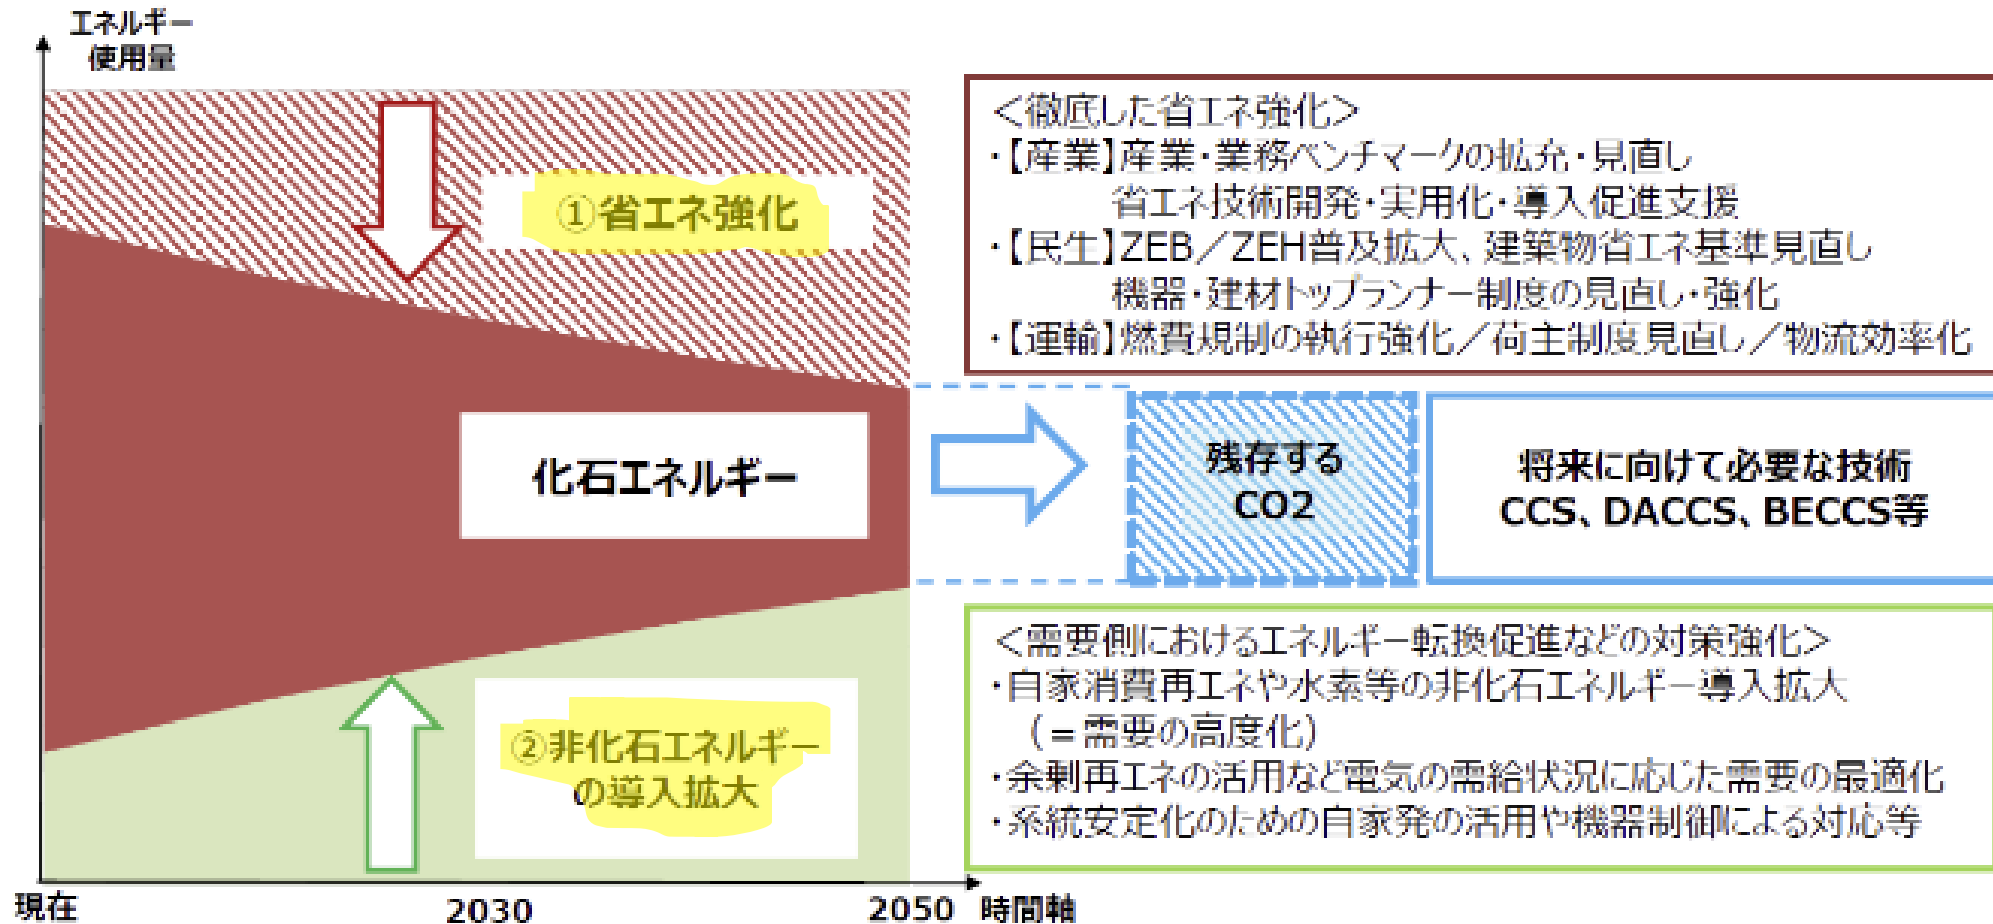 エネルギー
使用量
①省エネ強化
化石エネルギー
②非化石エネルギー
の導入拡大
現在
2030
2050
時間軸
＜徹底した省エネ強化＞
・【産業】産業・業務ベンチマークの拡充・見直し
省エネ技術開発・実用化・導入促進支援
・【民生】ZEB／ZEH普及拡大、建築物省エネ基準見直し
機器・建材トップランナー制度の見直し・強化
・【運輸】燃費規制の執行強化／荷主制度見直し／物流効率化
残存する
CO2
将来に向けて必要な技術
CCS、DACCS、BECCS等
＜需要側におけるエネルギー転換促進などの対策強化＞
・自家消費再エネや水素等の非化石エネルギー導入拡大
（＝需要の高度化）
・余剰再エネの活用など電気の需給状況に応じた需要の最適化
・系統安定化のための自家発の活用や機器制御による対応等